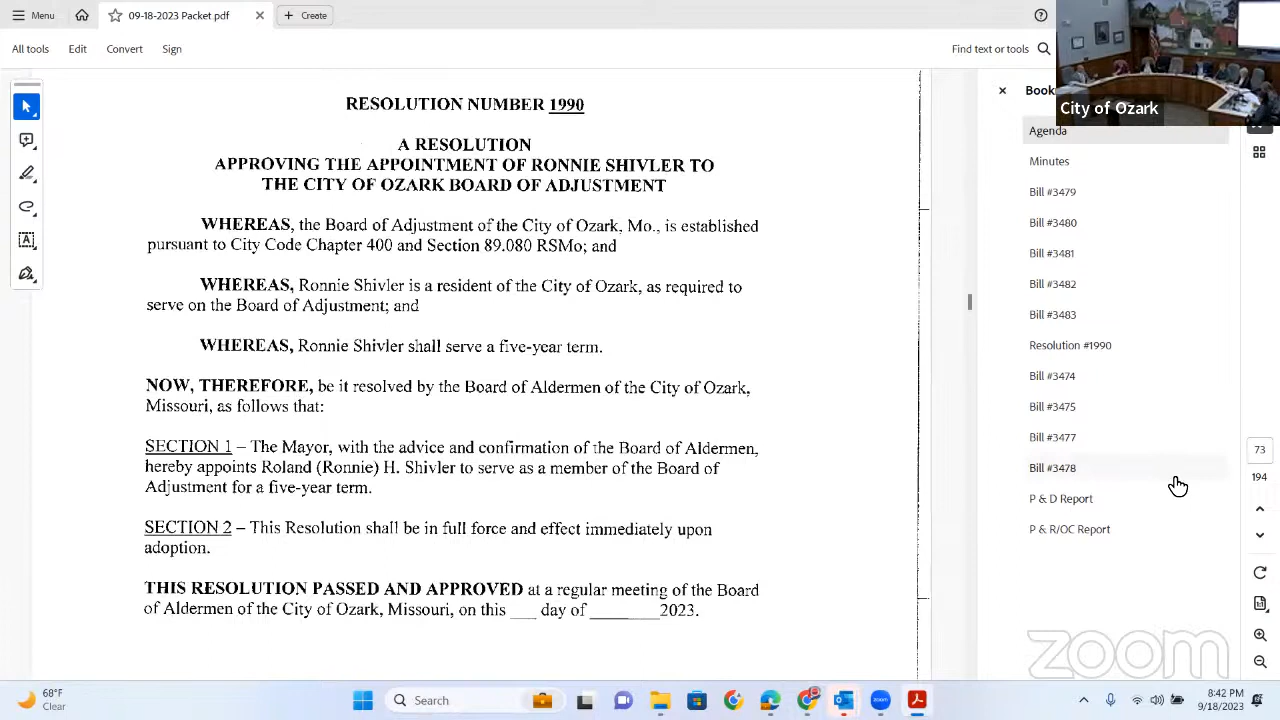 Menu
09-18-2023 Packet.pdf
Create
All tools Edit Convert Sign
Find text or tools
City of Ozark
RESOLUTION NUMBER 1990
A RESOLUTION
APPROVING THE APPOINTMENT OF RONNIE SHIVLER TO
THE CITY OF OZARK BOARD OF ADJUSTMENT
WHEREAS, the Board of Adjustment of the City of Ozark, Mo., is established
pursuant to City Code Chapter 400 and Section 89.080 RSMo; and
WHEREAS, Ronnie Shivler is a resident of the City of Ozark, as required to
serve on the Board of Adjustment; and
WHEREAS, Ronnie Shivler shall serve a five-year term.
NOW, THEREFORE, be it resolved by the Board of Aldermen of the City of Ozark,
Missouri, as follows that:
SECTION 1 – The Mayor, with the advice and confirmation of the Board of Aldermen,
hereby appoints Roland (Ronnie) H. Shivler to serve as a member of the Board of
Adjustment for a five-year term.
SECTION 2 – This Resolution shall be in full force and effect immediately upon
adoption.
THIS RESOLUTION PASSED AND APPROVED at a regular meeting of the Board
of Aldermen of the City of Ozark, Missouri, on this ___ day of _______2023.
Book
Agenda
Minutes
Bill #3479
Bill #3480
Bill #3481
Bill #3482
Bill #3483
Resolution #1990
Bill #3474
Bill #3475
Bill #3477
Bill #3478
P & D Report
P & R/OC Report
73
194
zoom
68°F
Clear
Search
8:42 PM
9/18/2023